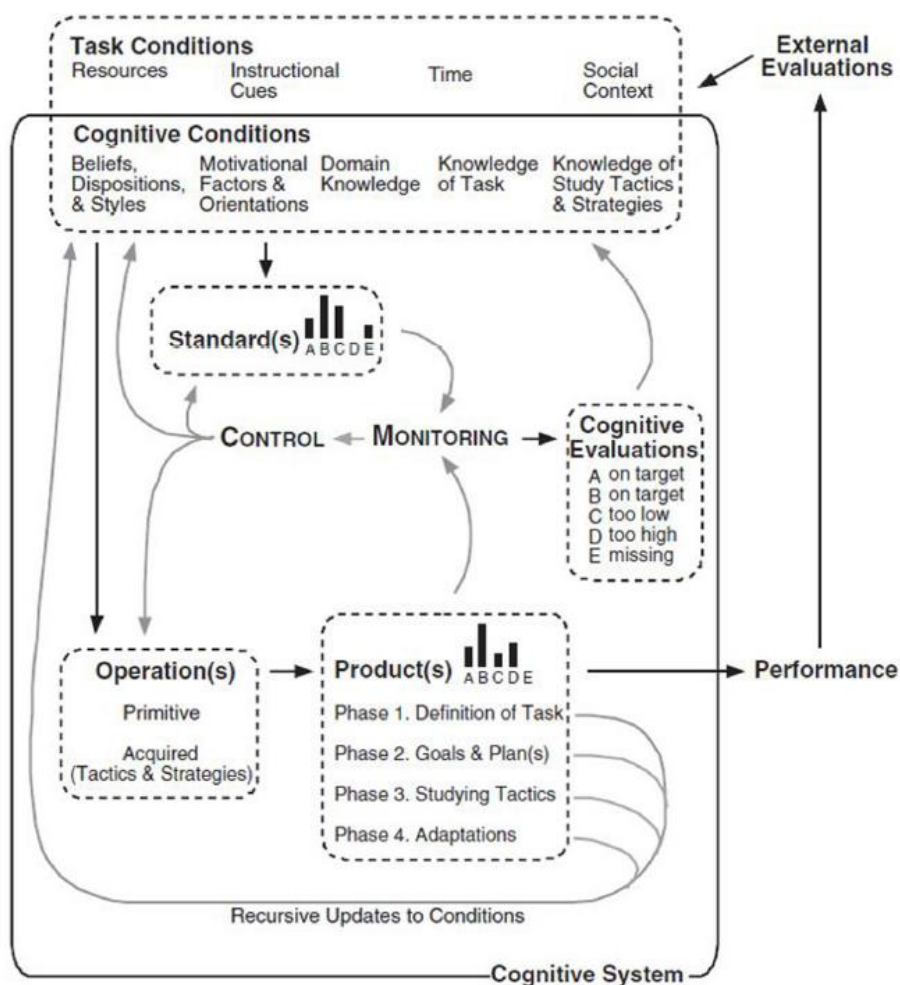 Task Conditions
Resources
Instructional
Cues
Time
Social
Context
External
Evaluations
Cognitive Conditions
Beliefs,
Dispositions,
& Styles
Motivational
Factors &
Orientations
Domain
Knowledge
Knowledge
of Task
Knowledge of
Study Tactics
& Strategies
Standard(s)
A B C D E
CONTROL
MONITORING
Cognitive
Evaluations
A on target
B on target
C too low
D too high
E missing
Operation(s)
Primitive
Acquired
(Tactics & Strategies)
Product(s)
A B C D E
Phase 1. Definition of Task
Phase 2. Goals & Plan(s)
Phase 3. Studying Tactics
Phase 4. Adaptations
Performance
Recursive Updates to Conditions
Cognitive System